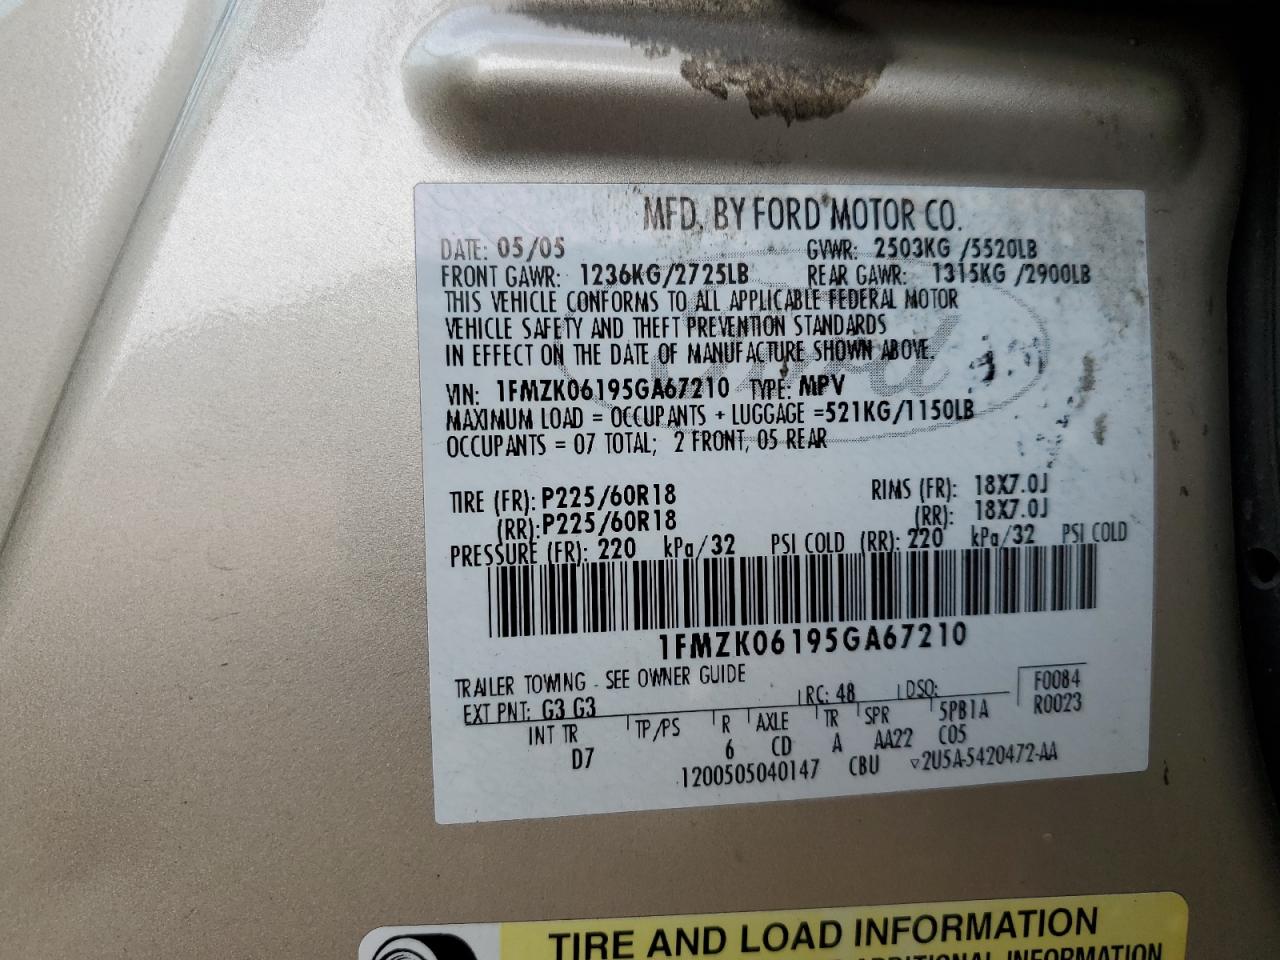 MFD. BY FORD MOTOR CO.
DATE: 05/05 GVWR: 2503KG /5520LB
FRONT GAWR: 1236KG/2725LB REAR GAWR: 1315KG /2900LB
THIS VEHICLE CONFORMS TO ALL APPLICABLE FEDERAL MOTOR
VEHICLE SAFETY AND THEFT PREVENTION STANDARDS
IN EFFECT ON THE DATE OF MANUFACTURE SHOWN ABOVE.
VIN: 1FMZK06195GA67210 TYPE: MPV
MAXIMUM LOAD = OCCUPANTS + LUGGAGE =521KG/1150LB
OCCUPANTS = 07 TOTAL; 2 FRONT, 05 REAR
TIRE (FR): P225/60R18 RIMS (FR): 18X7.0J
(RR): P225/60R18 (RR): 18X7.0J
PRESSURE (FR): 220 kPa/32 PSI COLD (RR): 220 kPa/32 PSI COLD
1FMZK06195GA67210
TRAILER TOWING - SEE OWNER GUIDE
EXT PNT: G3 G3 RC: 48 DSO: F0084
R0023
INT TR TP/PS R AXLE TR SPR 5PB1A
D7 6 CD A AA22 C05
1200505040147 CBU ▿2U5A-5420472-AA
TIRE AND LOAD INFORMATION
ADDITIONAL INFORMATION